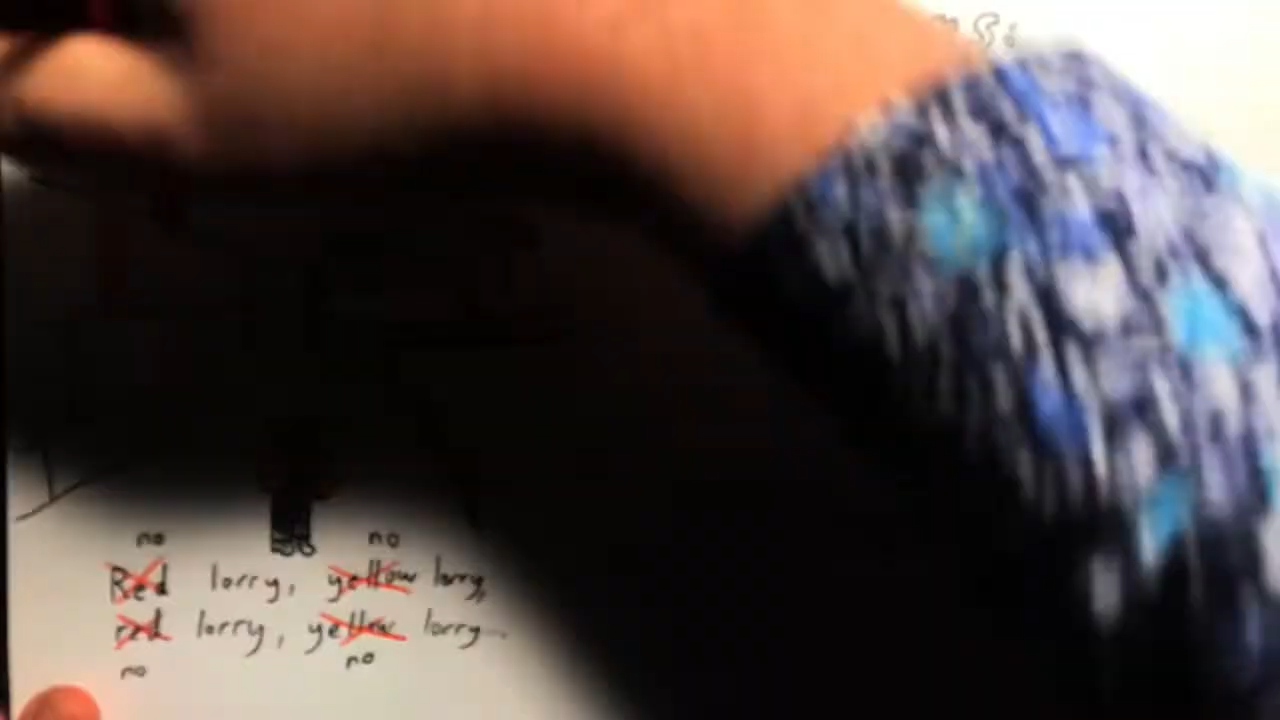 no no
Red lorry, yellow lorry,
red lorry, yellow lorry...
no no